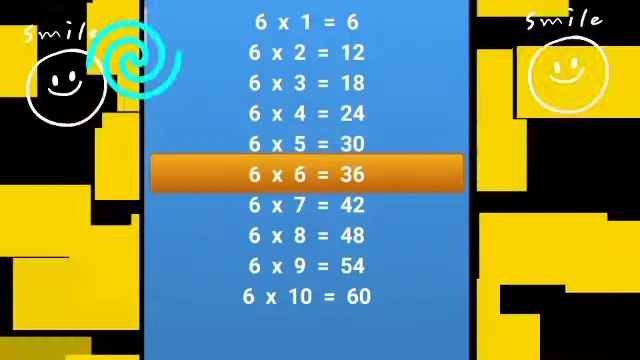 smile
smile
6 x 1 = 6
6 x 2 = 12
6 x 3 = 18
6 x 4 = 24
6 x 5 = 30
6 x 6 = 36
6 x 7 = 42
6 x 8 = 48
6 x 9 = 54
6 x 10 = 60